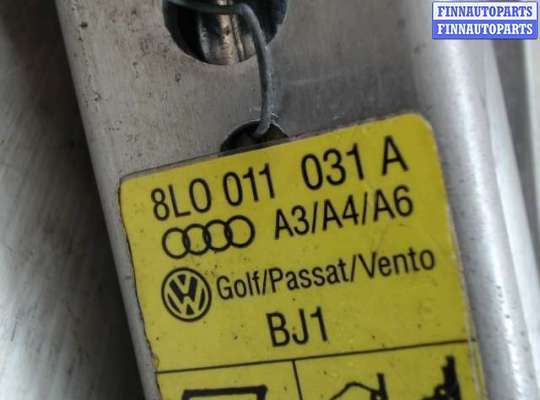 FINNAUTOPARTS
FINNAUTOPARTS
8L0 011 031 A
A3/A4/A6
Golf/Passat/Vento
BJ1